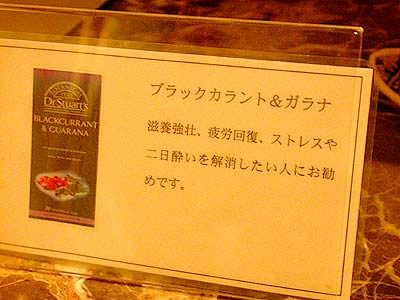 ブラックカラント＆ガラナ
滋養強壮、疲労回復、ストレスや
二日酔いを解消したい人にお勧
めです。
Dr Stuart's
BLACKCURRANT
& GUARANA